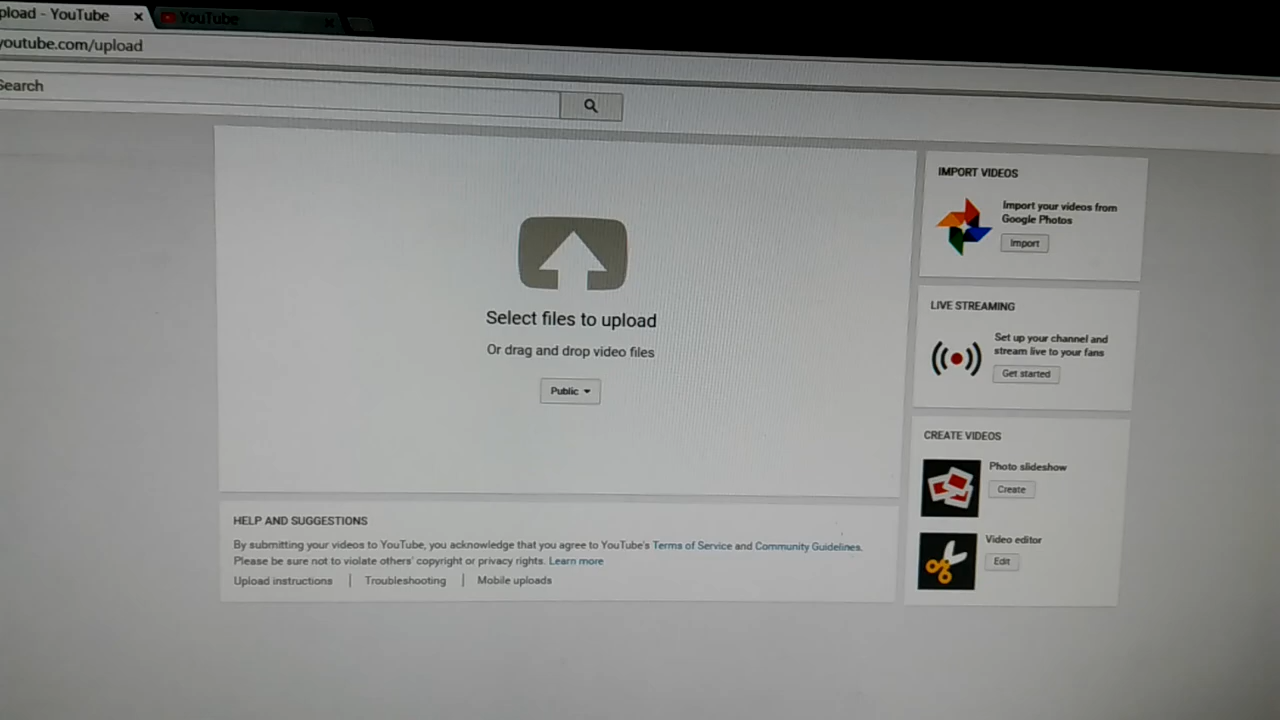 pload - YouTube
YouTube
youtube.com/upload
Search
Select files to upload
Or drag and drop video files
Public
HELP AND SUGGESTIONS
By submitting your videos to YouTube, you acknowledge that you agree to YouTube's Terms of Service and Community Guidelines.
Please be sure not to violate others' copyright or privacy rights. Learn more
Upload instructions | Troubleshooting | Mobile uploads
IMPORT VIDEOS
Import your videos from
Google Photos
Import
LIVE STREAMING
Set up your channel and
stream live to your fans
Get started
CREATE VIDEOS
Photo slideshow
Create
Video editor
Edit